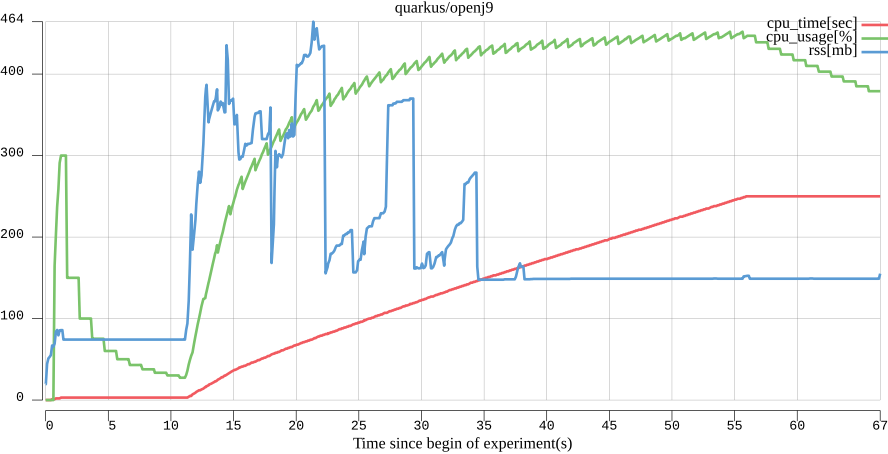 quarkus/openj9
cpu_time[sec]
cpu_usage[%]
rss[mb]
464
400
300
200
100
0
0 5 10 15 20 25 30 35 40 45 50 55 60 67
Time since begin of experiment(s)